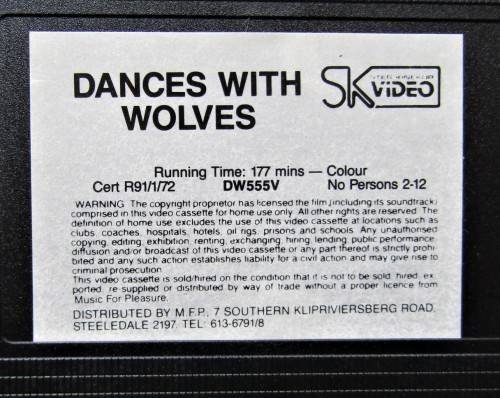 DANCES WITH
WOLVES
SK VIDEO
Running Time: 177 mins — Colour
Cert R91/1/72 DW555V No Persons 2-12
WARNING The copyright proprietor has licensed the film (including its soundtrack)
comprised in this video cassette for home use only. All other rights are reserved. The
definition of home use excludes the use of this video cassette at locations such as
clubs, coaches, hospitals, hotels, oil rigs, prisons and schools. Any unauthorised
copying, editing, exhibition, renting, exchanging, hiring, lending, public performance,
diffusion and/or broadcast of this video cassette or any part thereof is strictly prohi-
bited and any such action establishes liability for a civil action and may give rise to
criminal prosecution.
This video cassette is sold/hired on the condition that it is not to be sold, hired, ex-
ported, re-supplied or distributed by way of trade without a proper licence from
Music For Pleasure.
DISTRIBUTED BY M.F.P., 7 SOUTHERN KLIPRIVIERSBERG ROAD,
STEELEDALE 2197. TEL: 613-6791/8